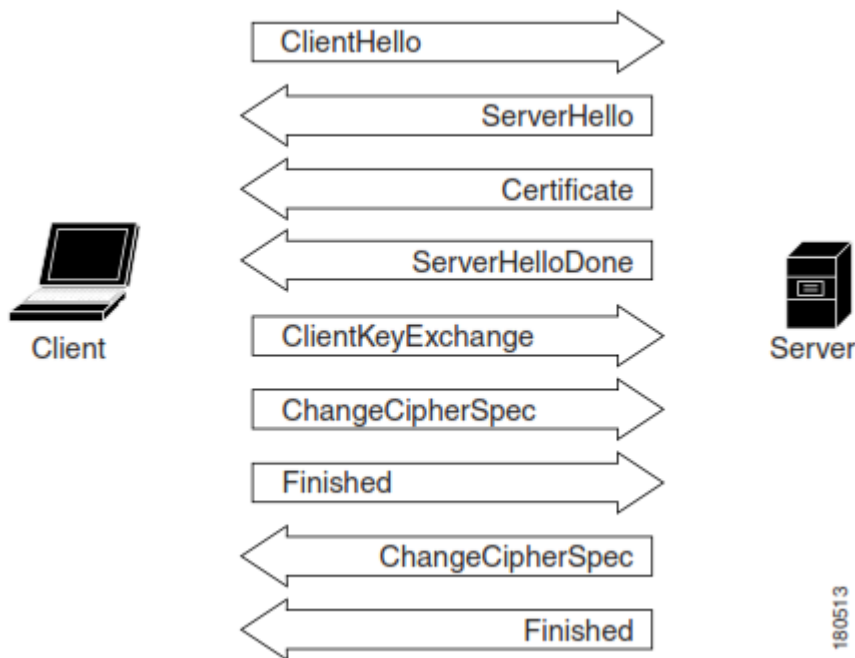 ClientHello
ServerHello
Certificate
ServerHelloDone
Client
ClientKeyExchange
Server
ChangeCipherSpec
Finished
ChangeCipherSpec
Finished
180513